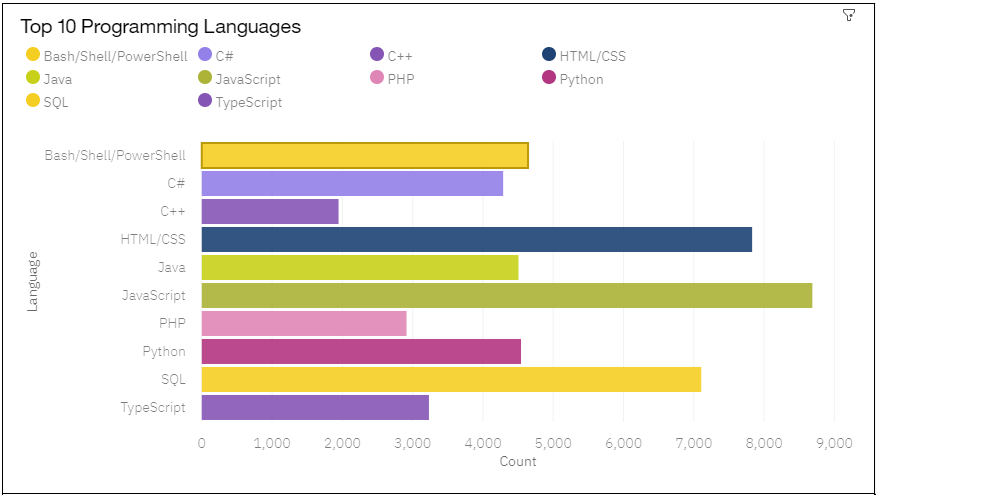 Top 10 Programming Languages
Bash/Shell/PowerShell C# C++ HTML/CSS
Java JavaScript PHP Python
SQL TypeScript
Language
Bash/Shell/PowerShell
C#
C++
HTML/CSS
Java
JavaScript
PHP
Python
SQL
TypeScript
0 1,000 2,000 3,000 4,000 5,000 6,000 7,000 8,000 9,000
Count